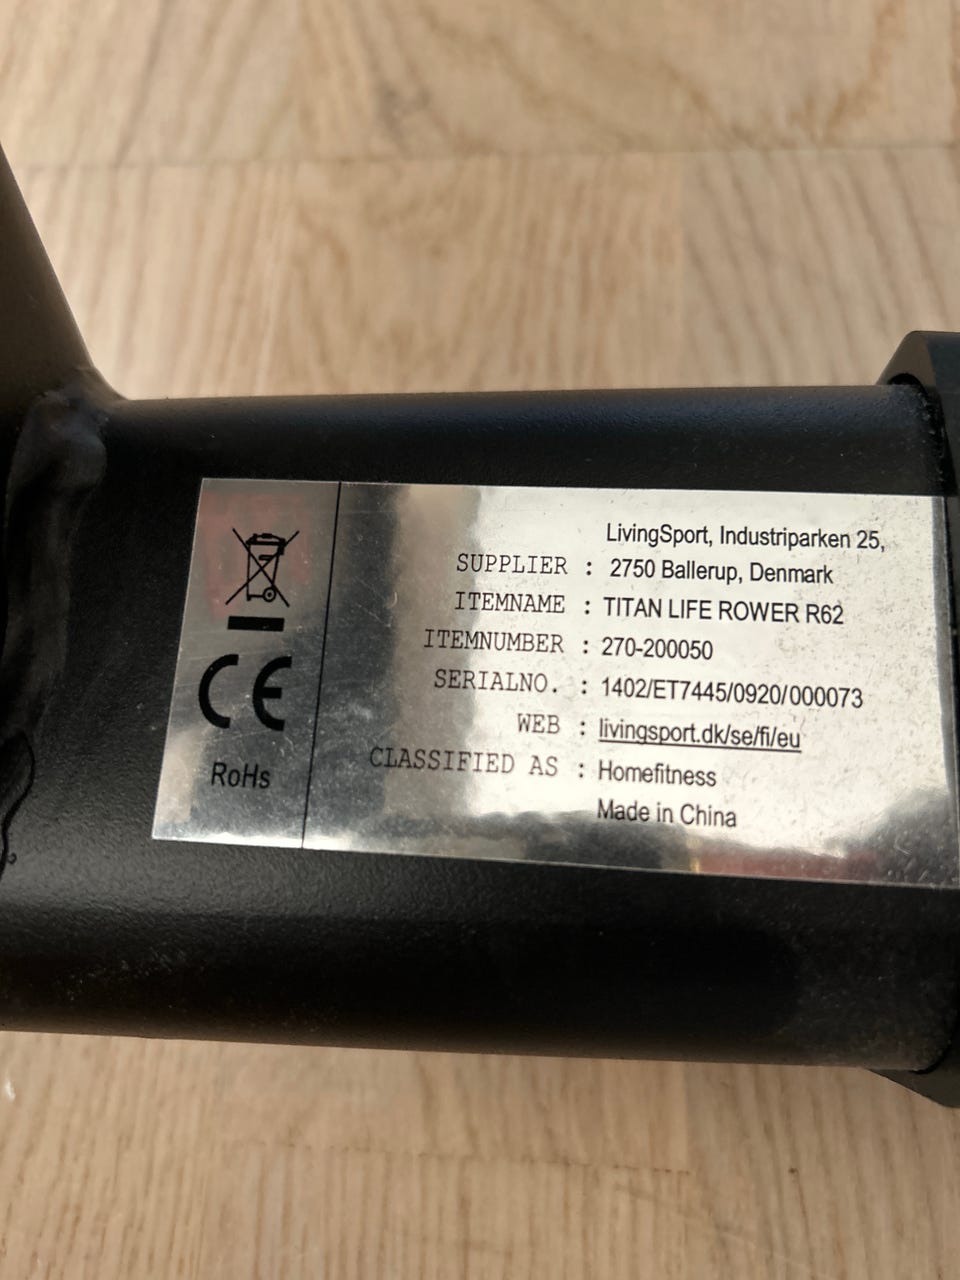 CE
RoHs
LivingSport, Industriparken 25,
SUPPLIER : 2750 Ballerup, Denmark
ITEMNAME : TITAN LIFE ROWER R62
ITEMNUMBER : 270-200050
SERIALNO. : 1402/ET7445/0920/000073
WEB : livingsport.dk/se/fi/eu
CLASSIFIED AS : Homefitness
Made in China